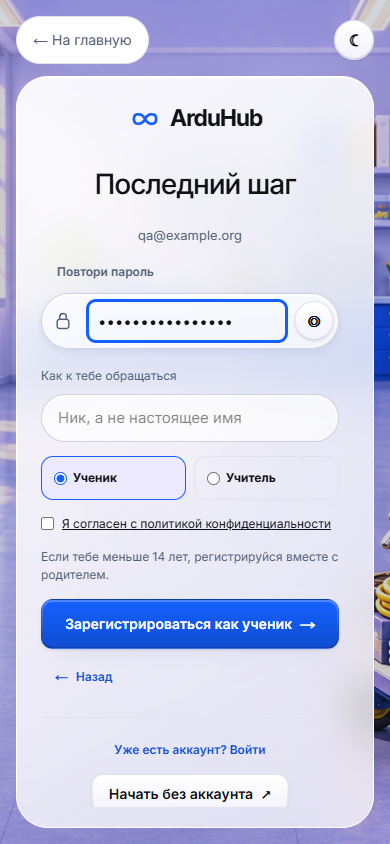 ← На главную
ArduHub
Последний шаг
qa@example.org
Повтори пароль
••••••••••••••••
Как к тебе обращаться
Ник, а не настоящее имя
Ученик
Учитель
Я согласен с политикой конфиденциальности
Если тебе меньше 14 лет, регистрируйся вместе с
родителем.
Зарегистрироваться как ученик →
← Назад
Уже есть аккаунт? Войти
Начать без аккаунта ↗